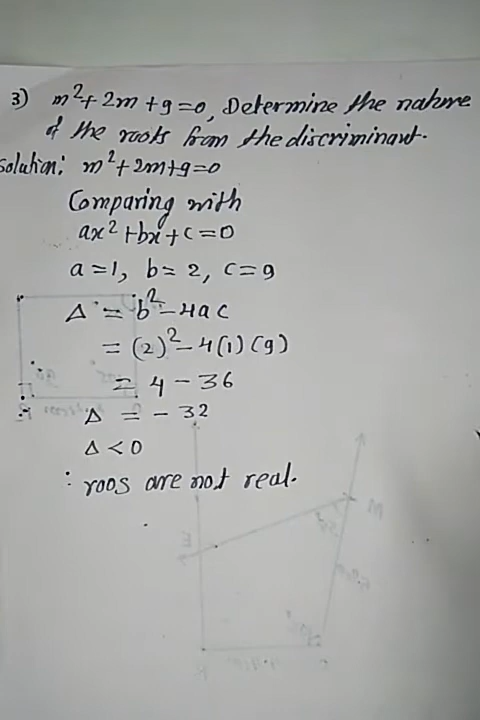 3) m²+2m+9=0, Determine the nature
of the roots from the discriminant.
Solution: m²+2m+9=0
Comparing with
ax²+bx+c=0
a=1, b=2, c=9
Δ = b²-4ac
= (2)²-4(1)(9)
= 4-36
∴ Δ = -32
Δ<0
: roos are not real.